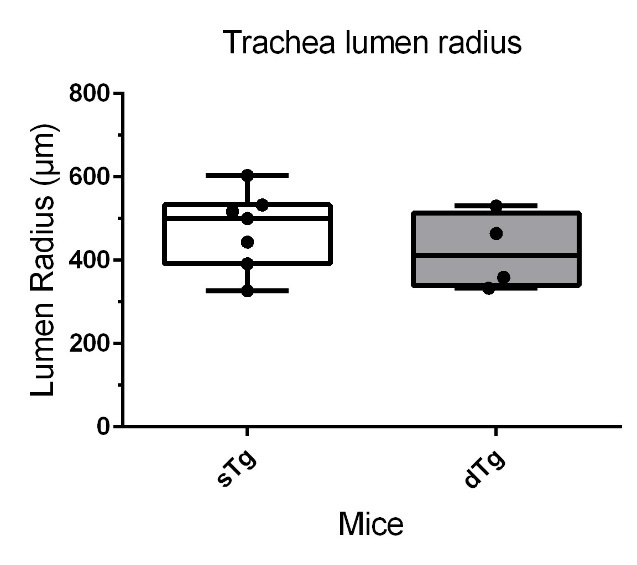 Trachea lumen radius
Lumen Radius (µm)
800
600
400
200
0
sTg
dTg
Mice